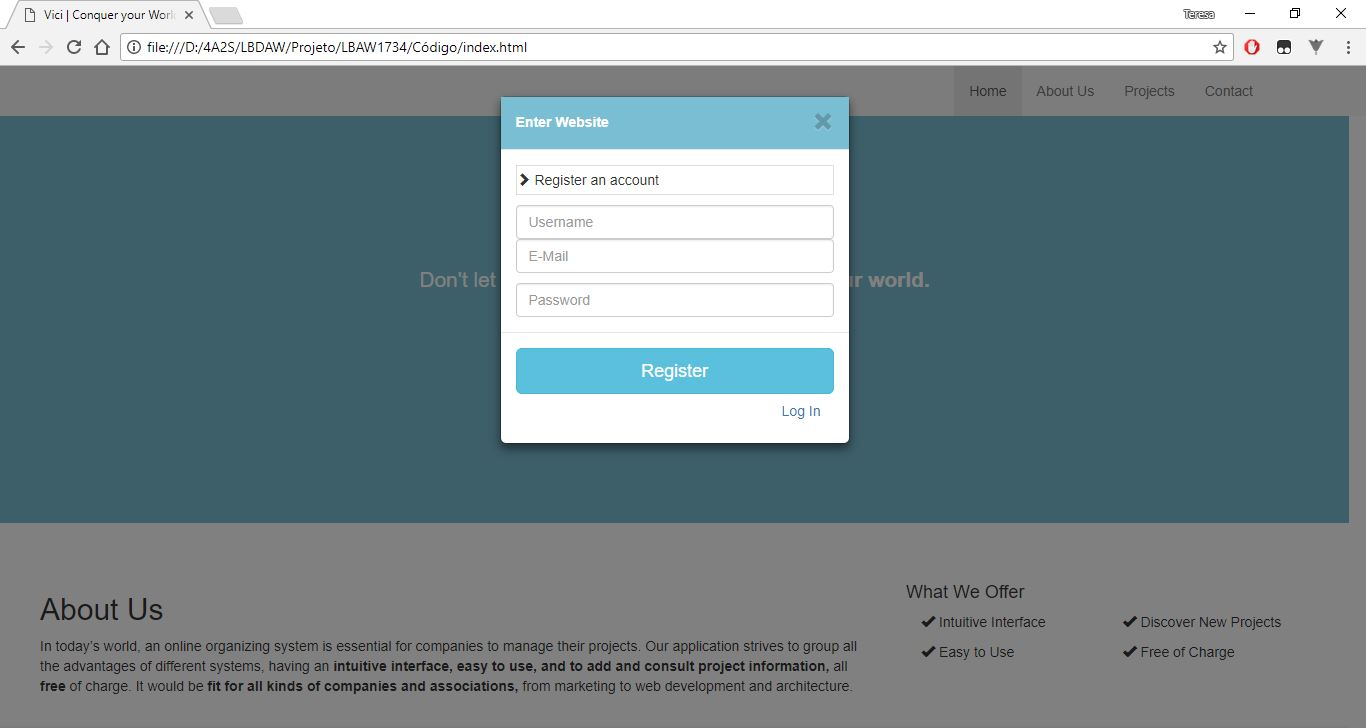 Vici | Conquer your Worl
Teresa
file:///D:/4A2S/LBDAW/Projeto/LBAW1734/Código/index.html
Home About Us Projects Contact
Enter Website
Register an account
Username
E-Mail
Don't let
r world.
Password
Register
Log In
About Us
In today's world, an online organizing system is essential for companies to manage their projects. Our application strives to group all
the advantages of different systems, having an intuitive interface, easy to use, and to add and consult project information, all
free of charge. It would be fit for all kinds of companies and associations, from marketing to web development and architecture.
What We Offer
Intuitive Interface
Discover New Projects
Easy to Use
Free of Charge